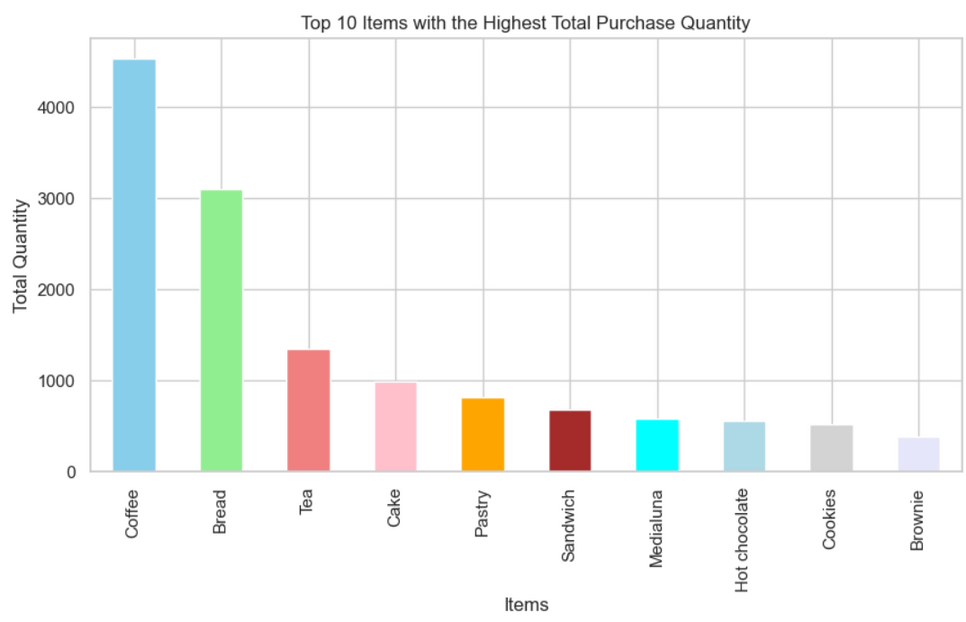 Top 10 Items with the Highest Total Purchase Quantity
Total Quantity
4000
3000
2000
1000
0
Coffee
Bread
Tea
Cake
Pastry
Sandwich
Medialuna
Hot chocolate
Cookies
Brownie
Items